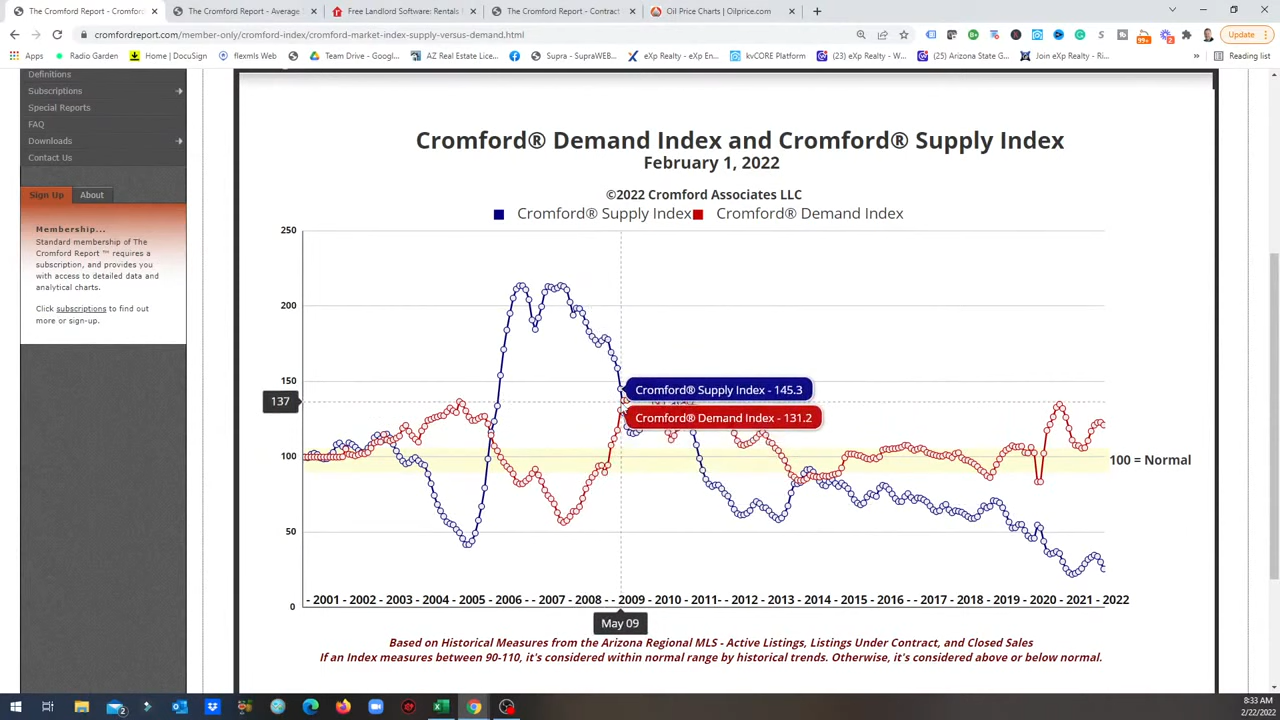 The Cromford Report - Cromford
The Cromford Report - Average
Free Landlord Software: Rentals
The Cromford Report - Contract
Oil Price Charts | Oilprice.com
cromfordreport.com/member-only/cromford-index/cromford-market-index-supply-versus-demand.html
Update
Apps
Radio Garden
Home | DocuSign
flexmls Web
Team Drive - Googl...
AZ Real Estate Lice...
Supra - SupraWEB...
eXp Realty - eXp En...
kvCORE Platform
(23) eXp Realty - W...
(25) Arizona State G...
Join eXp Realty - Ri...
»
Reading list
Definitions
Subscriptions
Special Reports
FAQ
Downloads
Contact Us
Sign Up
About
Membership...
Standard membership of The
Cromford Report ™ requires a
subscription, and provides you
with access to detailed data and
analytical charts.
Click subscriptions to find out
more or sign-up.
Cromford® Demand Index and Cromford® Supply Index
February 1, 2022
©2022 Cromford Associates LLC
Cromford® Supply Index
Cromford® Demand Index
250
200
150
137
100
50
0
Cromford® Supply Index - 145.3
Cromford® Demand Index - 131.2
100 = Normal
- 2001 - 2002 - 2003 - 2004 - 2005 - 2006 - - 2007 - 2008 - - 2009 - 2010 - 2011- - 2012 - 2013 - 2014 - 2015 - 2016 - - 2017 - 2018 - 2019 - 2020 - 2021 - 2022
May 09
Based on Historical Measures from the Arizona Regional MLS - Active Listings, Listings Under Contract, and Closed Sales
If an Index measures between 90-110, it's considered within normal range by historical trends. Otherwise, it's considered above or below normal.
8:33 AM
2/22/2022